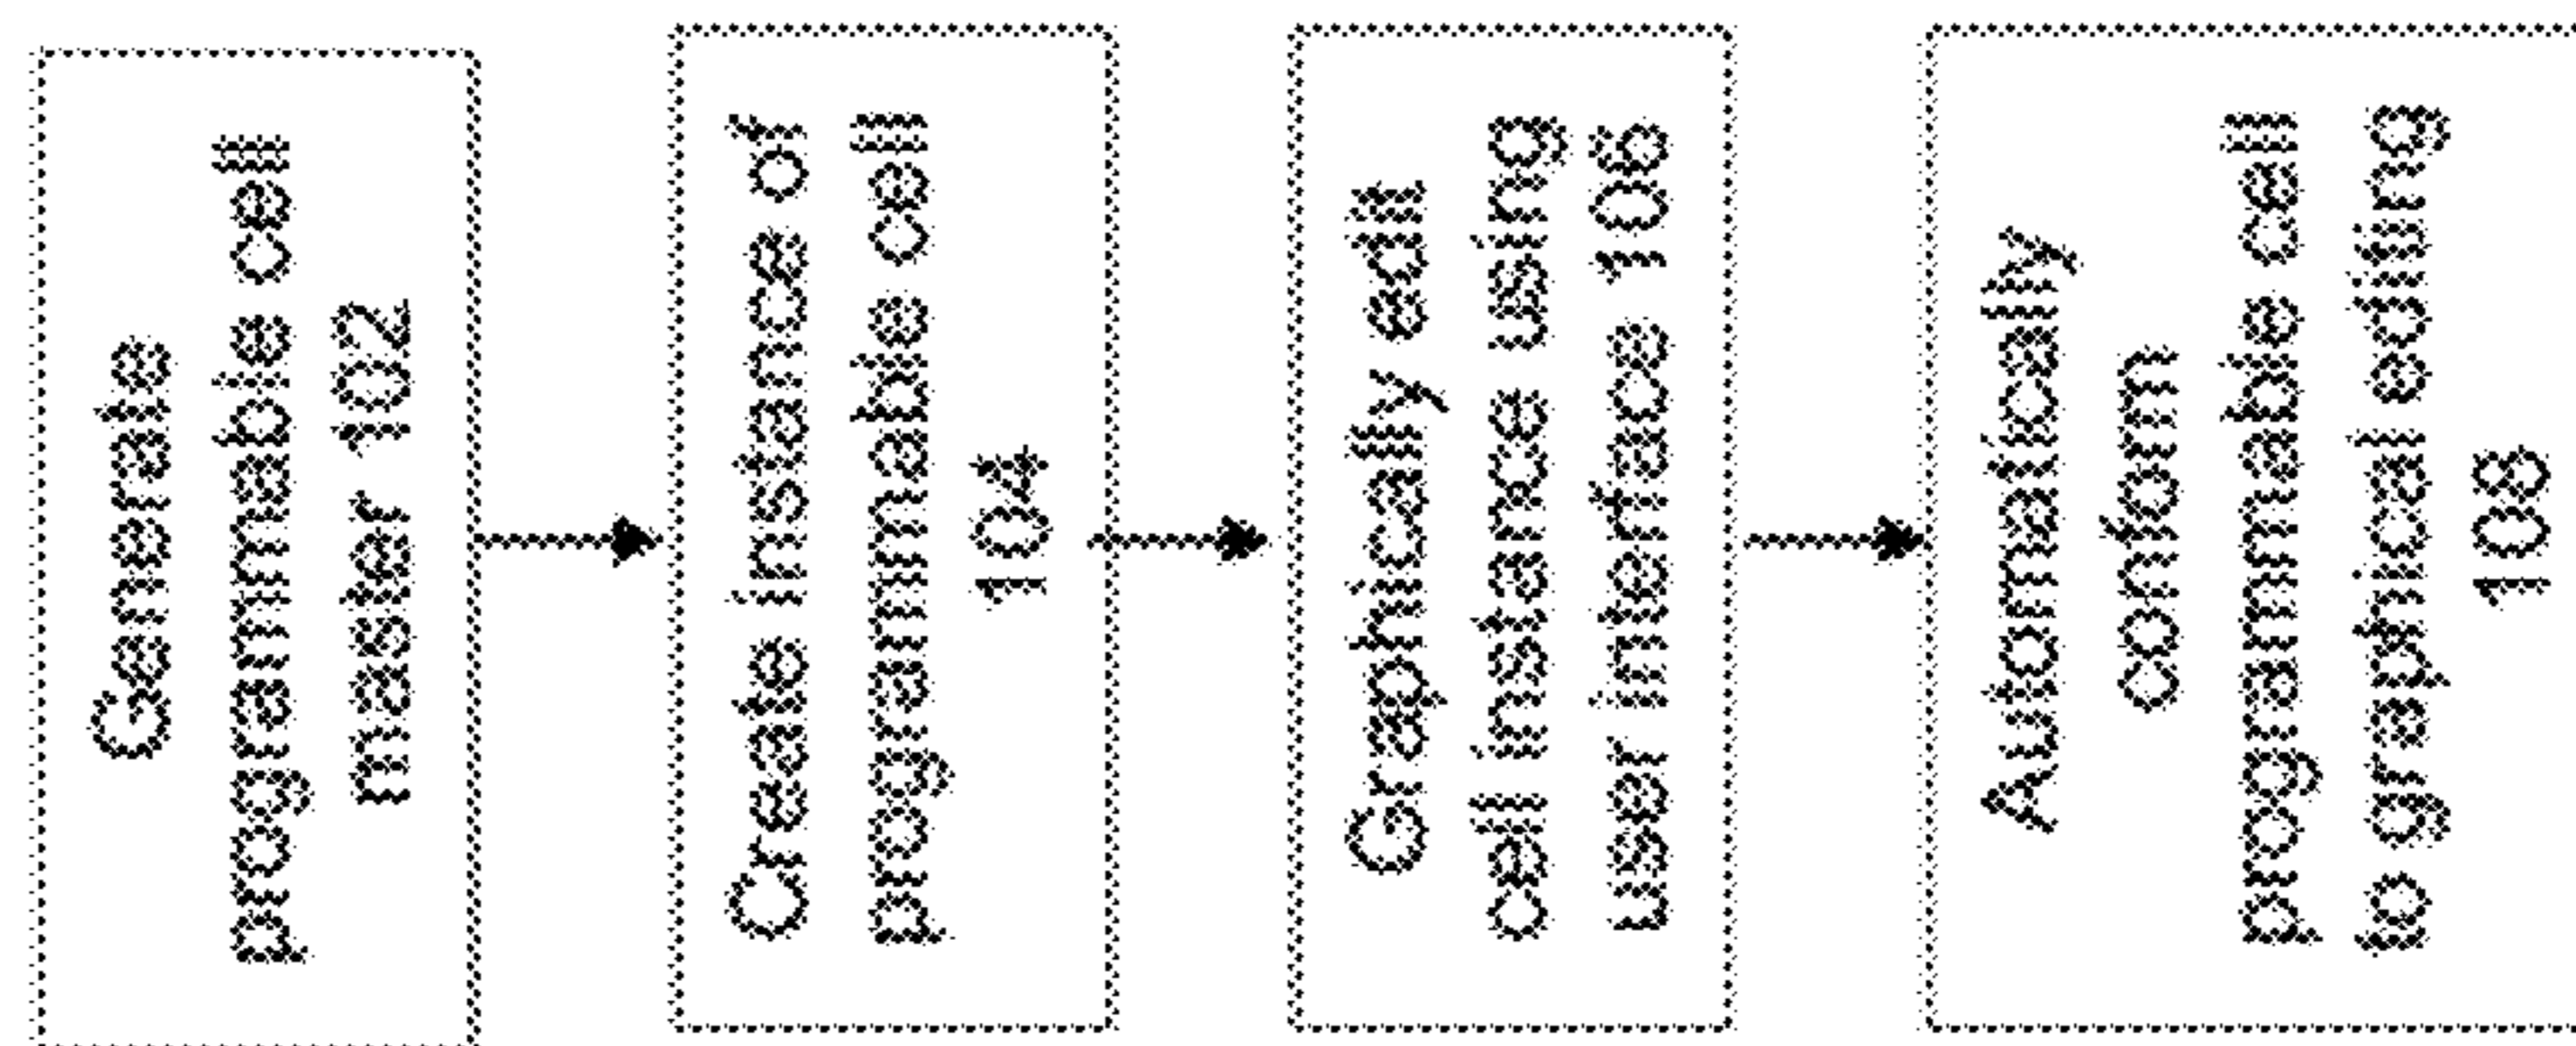 Generate
programmable cell
master 102
Create instance of
programmable cell
104
Graphically edit
cell instance using
user interface 106
Automatically
conform
programmable cell
to graphical editing
108